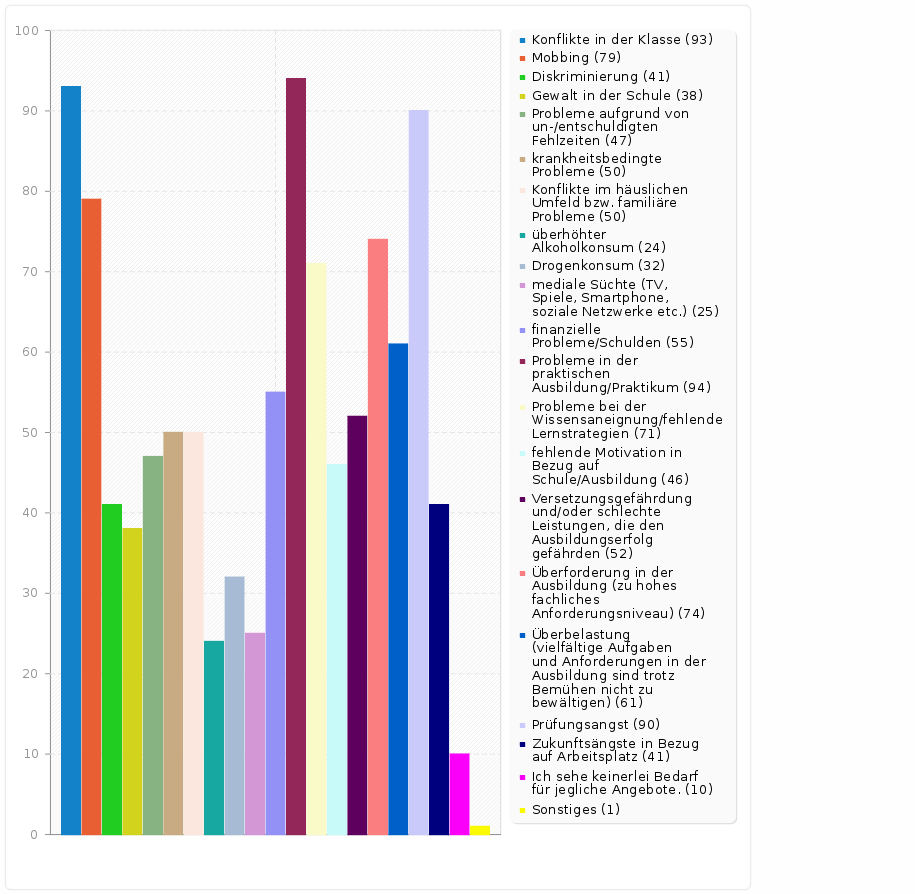 100
90
80
70
60
50
40
30
20
10
0
Konflikte in der Klasse (93)
Mobbing (79)
Diskriminierung (41)
Gewalt in der Schule (38)
Probleme aufgrund von
un-/entschuldigten
Fehlzeiten (47)
krankheitsbedingte
Probleme (50)
Konflikte im häuslichen
Umfeld bzw. familiäre
Probleme (50)
überhöhter
Alkoholkonsum (24)
Drogenkonsum (32)
mediale Süchte (TV,
Spiele, Smartphone,
soziale Netzwerke etc.) (25)
finanzielle
Probleme/Schulden (55)
Probleme in der
praktischen
Ausbildung/Praktikum (94)
Probleme bei der
Wissensaneignung/fehlende
Lernstrategien (71)
fehlende Motivation in
Bezug auf
Schule/Ausbildung (46)
Versetzungsgefährdung
und/oder schlechte
Leistungen, die den
Ausbildungserfolg
gefährden (52)
Überforderung in der
Ausbildung (zu hohes
fachliches
Anforderungsniveau) (74)
Überbelastung
(vielfältige Aufgaben
und Anforderungen in der
Ausbildung sind trotz
Bemühen nicht zu
bewältigen) (61)
Prüfungsangst (90)
Zukunftsängste in Bezug
auf Arbeitsplatz (41)
Ich sehe keinerlei Bedarf
für jegliche Angebote. (10)
Sonstiges (1)